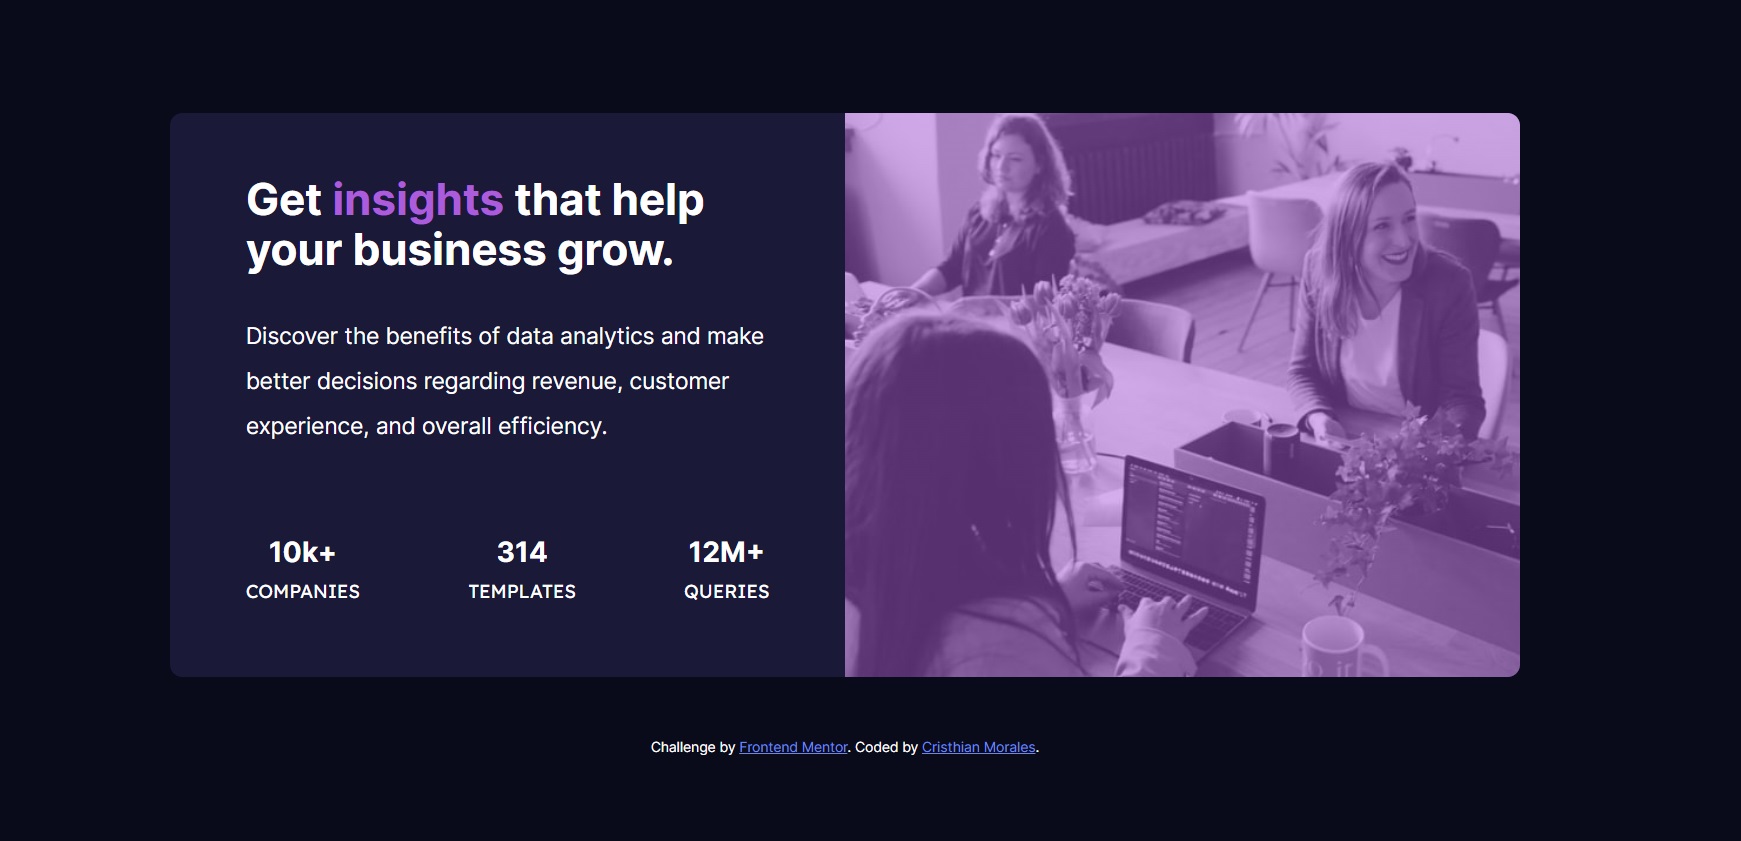 Get insights that help
your business grow.
Discover the benefits of data analytics and make
better decisions regarding revenue, customer
experience, and overall efficiency.
10k+ 314 12M+
COMPANIES TEMPLATES QUERIES
Challenge by Frontend Mentor. Coded by Cristhian Morales.